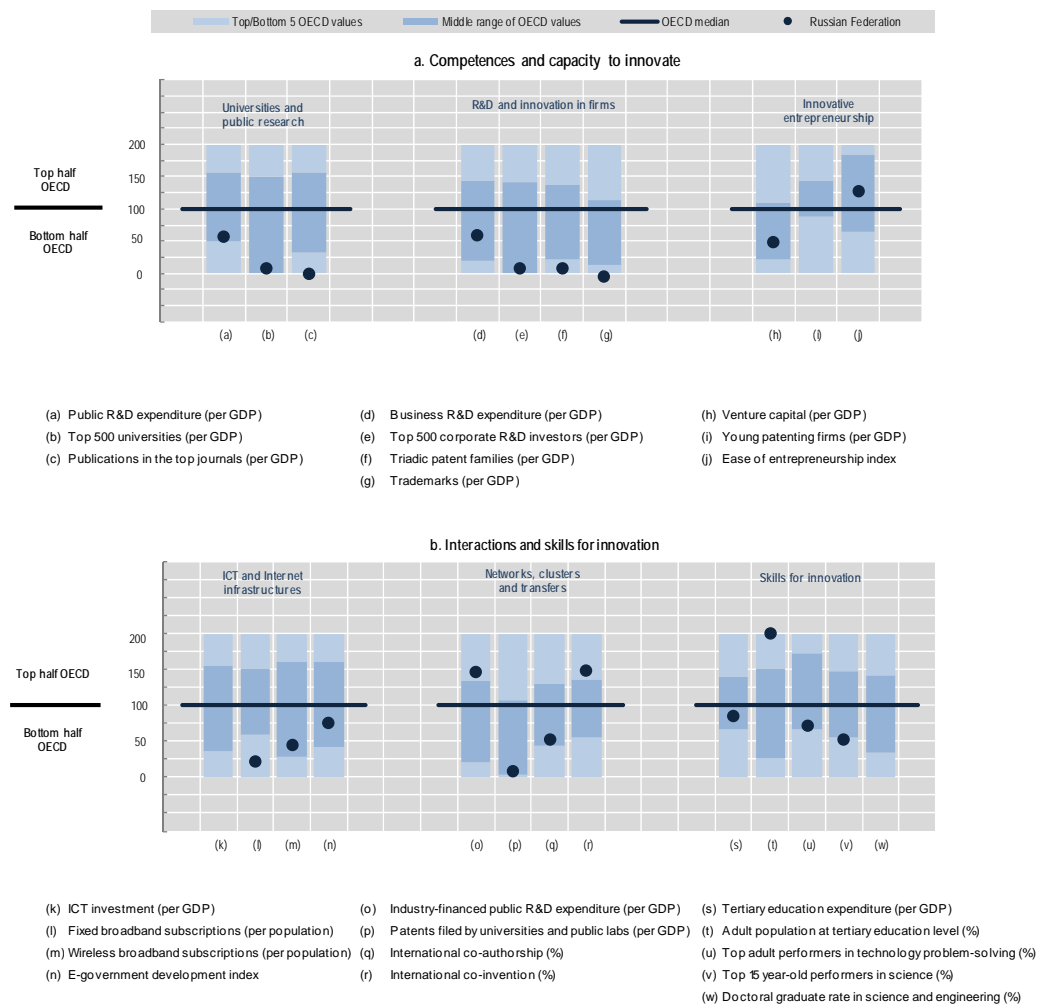 Top/Bottom 5 OECD values Middle range of OECD values OECD median Russian Federation
a. Competences and capacity to innovate
Universities and
public research
R&D and innovation in firms
Innovative
entrepreneurship
200
150
100
50
0
Top half
OECD
Bottom half
OECD
(a) (b) (c) (d) (e) (f) (g) (h) (i) (j)
(a) Public R&D expenditure (per GDP)
(b) Top 500 universities (per GDP)
(c) Publications in the top journals (per GDP)
(d) Business R&D expenditure (per GDP)
(e) Top 500 corporate R&D investors (per GDP)
(f) Triadic patent families (per GDP)
(g) Trademarks (per GDP)
(h) Venture capital (per GDP)
(i) Young patenting firms (per GDP)
(j) Ease of entrepreneurship index
b. Interactions and skills for innovation
ICT and Internet
infrastructures
Networks, clusters
and transfers
Skills for innovation
200
150
100
50
0
Top half OECD
Bottom half
OECD
(k) (l) (m) (n) (o) (p) (q) (r) (s) (t) (u) (v) (w)
(k) ICT investment (per GDP)
(l) Fixed broadband subscriptions (per population)
(m) Wireless broadband subscriptions (per population)
(n) E-government development index
(o) Industry-financed public R&D expenditure (per GDP)
(p) Patents filed by universities and public labs (per GDP)
(q) International co-authorship (%)
(r) International co-invention (%)
(s) Tertiary education expenditure (per GDP)
(t) Adult population at tertiary education level (%)
(u) Top adult performers in technology problem-solving (%)
(v) Top 15 year-old performers in science (%)
(w) Doctoral graduate rate in science and engineering (%)